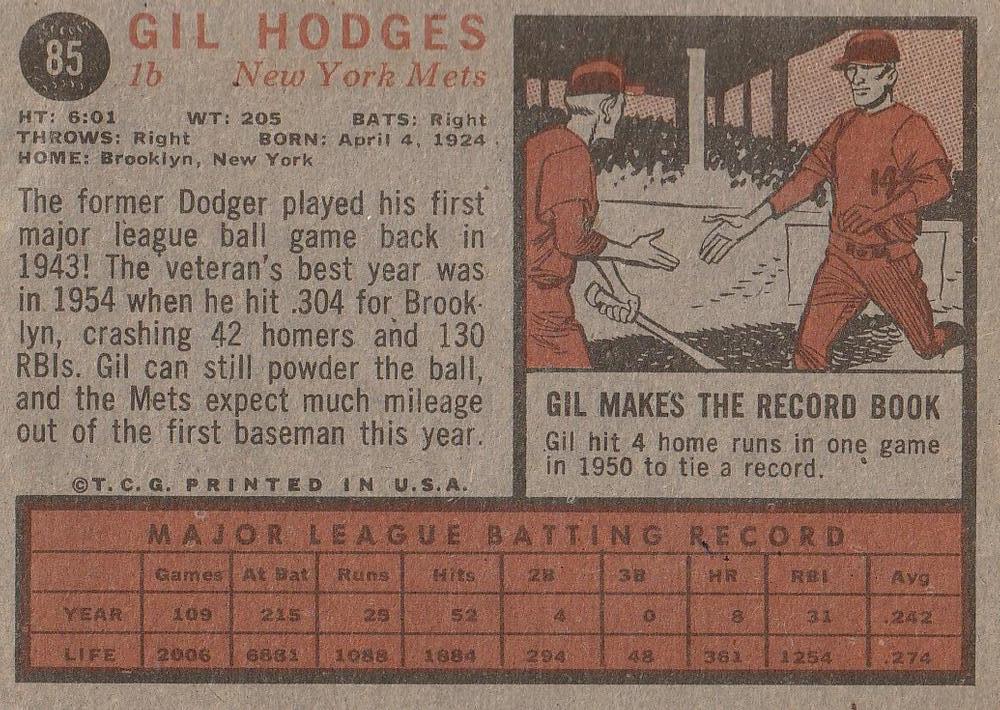 85
GIL HODGES
1b New York Mets
HT: 6:01 WT: 205 BATS: Right
THROWS: Right BORN: April 4, 1924
HOME: Brooklyn, New York
The former Dodger played his first
major league ball game back in
1943! The veteran's best year was
in 1954 when he hit .304 for Brook-
lyn, crashing 42 homers and 130
RBIs. Gil can still powder the ball,
and the Mets expect much mileage
out of the first baseman this year.
©T.C.G. PRINTED IN U.S.A.
14
GIL MAKES THE RECORD BOOK
Gil hit 4 home runs in one game
in 1950 to tie a record.
MAJOR LEAGUE BATTING RECORD
Games At Bat Runs Hits 2B 3B HR RBI Avg
YEAR 109 215 25 52 4 0 8 31 .242
LIFE 2006 6881 1088 1884 294 48 361 1254 .274